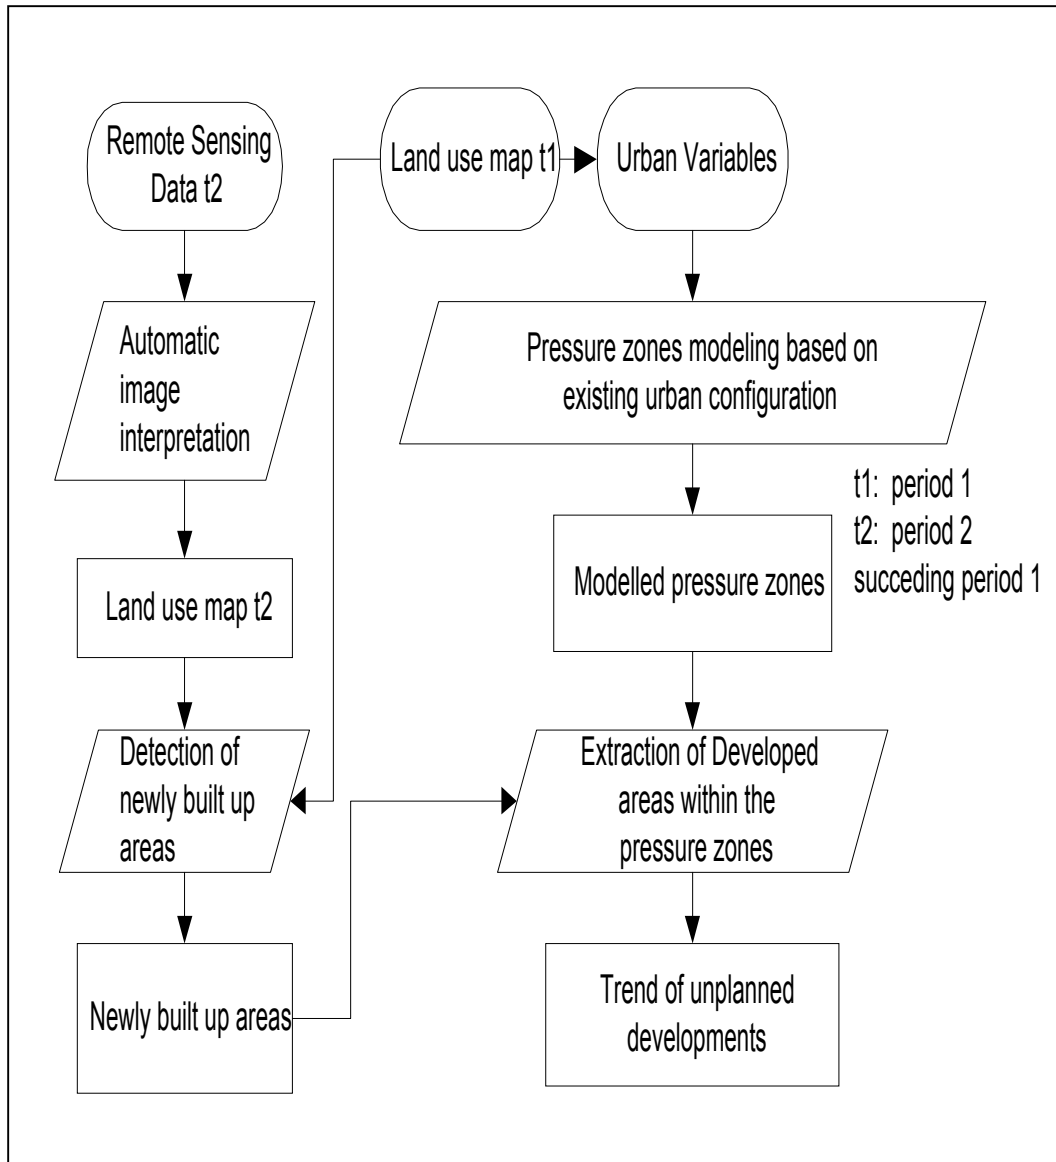 Remote Sensing
Data t2
Land use map t1
Urban Variables
Automatic
image
interpretation
Pressure zones modeling based on
existing urban configuration
t1: period 1
t2: period 2
succeding period 1
Land use map t2
Modelled pressure zones
Detection of
newly built up
areas
Extraction of Developed
areas within the
pressure zones
Newly built up areas
Trend of unplanned
developments